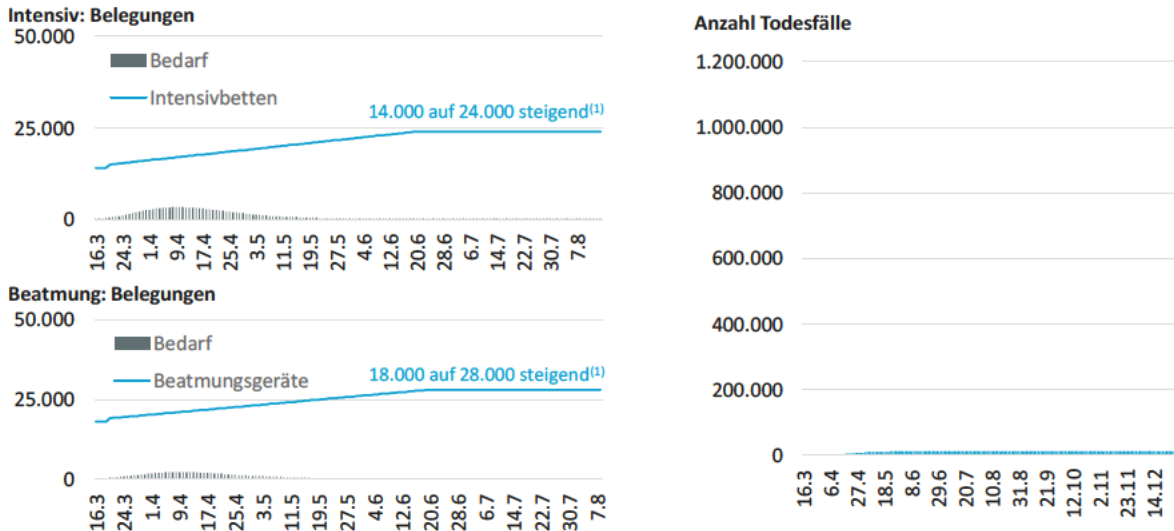 Intensiv: Belegungen
50.000
Bedarf
Intensivbetten
14.000 auf 24.000 steigend(1)
25.000
0
16.3 24.3 1.4 9.4 17.4 25.4 3.5 11.5 19.5 27.5 4.6 12.6 20.6 28.6 6.7 14.7 22.7 30.7 7.8
Beatmung: Belegungen
50.000
Bedarf
Beatmungsgeräte
18.000 auf 28.000 steigend(1)
25.000
0
16.3 24.3 1.4 9.4 17.4 25.4 3.5 11.5 19.5 27.5 4.6 12.6 20.6 28.6 6.7 14.7 22.7 30.7 7.8
Anzahl Todesfälle
1.200.000
1.000.000
800.000
600.000
400.000
200.000
0
16.3 6.4 27.4 18.5 8.6 29.6 20.7 10.8 31.8 21.9 12.10 2.11 23.11 14.12